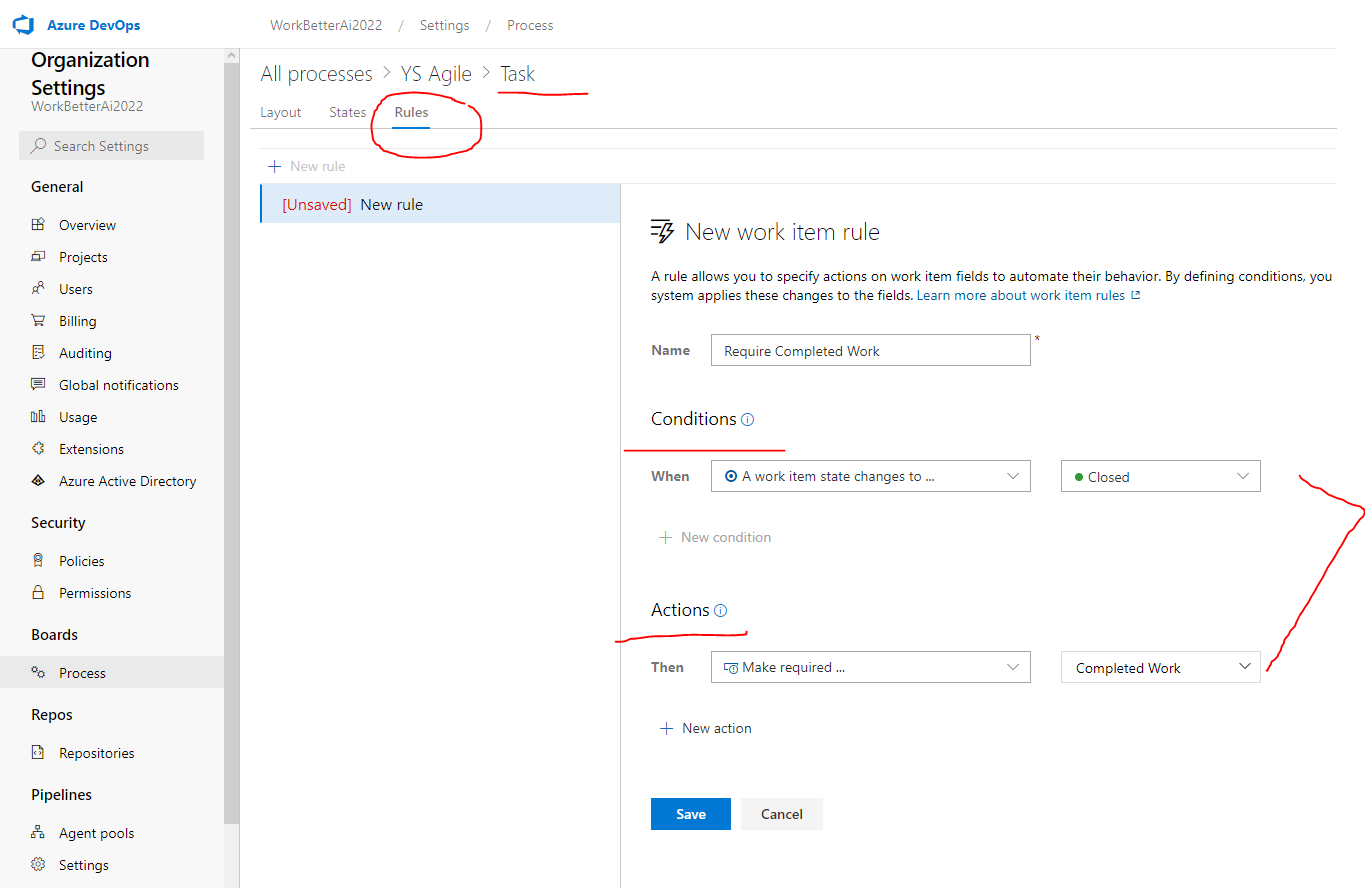 Azure DevOps
WorkBetterAi2022 / Settings / Process
Organization
Settings
WorkBetterAi2022
Search Settings
General
Overview
Projects
Users
Billing
Auditing
Global notifications
Usage
Extensions
Azure Active Directory
Security
Policies
Permissions
Boards
Process
Repos
Repositories
Pipelines
Agent pools
Settings
All processes > YS Agile > Task
Layout States Rules
+ New rule
[Unsaved] New rule
New work item rule
A rule allows you to specify actions on work item fields to automate their behavior. By defining conditions, you
system applies these changes to the fields. Learn more about work item rules
Name Require Completed Work *
Conditions
When A work item state changes to ... Closed
+ New condition
Actions
Then Make required ... Completed Work
+ New action
Save Cancel